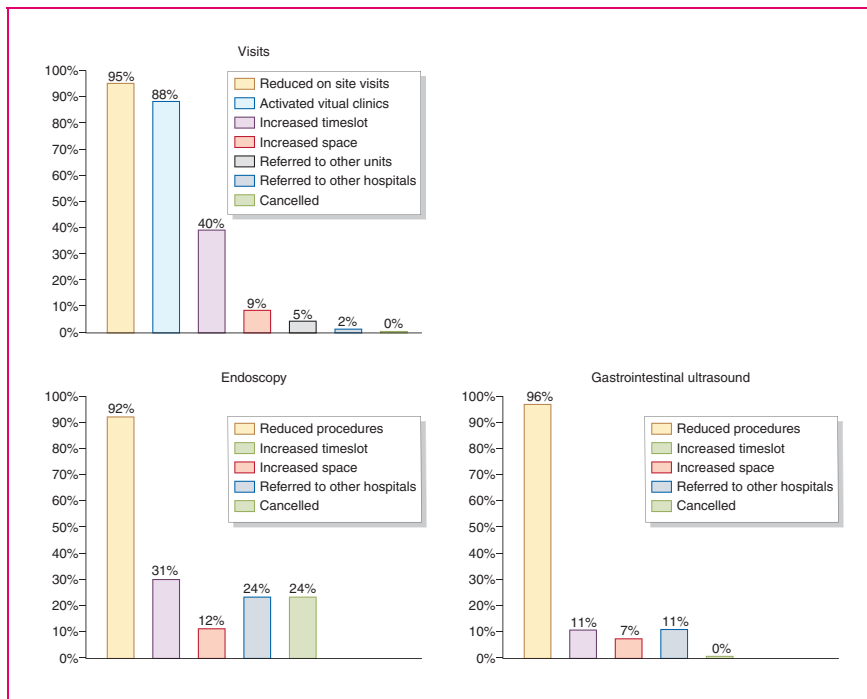 Visits
100%
90%
80%
70%
60%
50%
40%
30%
20%
10%
0%
95%
88%
40%
9%
5%
2%
0%
Reduced on site visits
Activated vitual clinics
Increased timeslot
Increased space
Referred to other units
Referred to other hospitals
Cancelled
Endoscopy
100%
90%
80%
70%
60%
50%
40%
30%
20%
10%
0%
92%
31%
12%
24%
24%
Reduced procedures
Increased timeslot
Increased space
Referred to other hospitals
Cancelled
Gastrointestinal ultrasound
100%
90%
80%
70%
60%
50%
40%
30%
20%
10%
0%
96%
11%
7%
11%
0%
Reduced procedures
Increased timeslot
Increased space
Referred to other hospitals
Cancelled